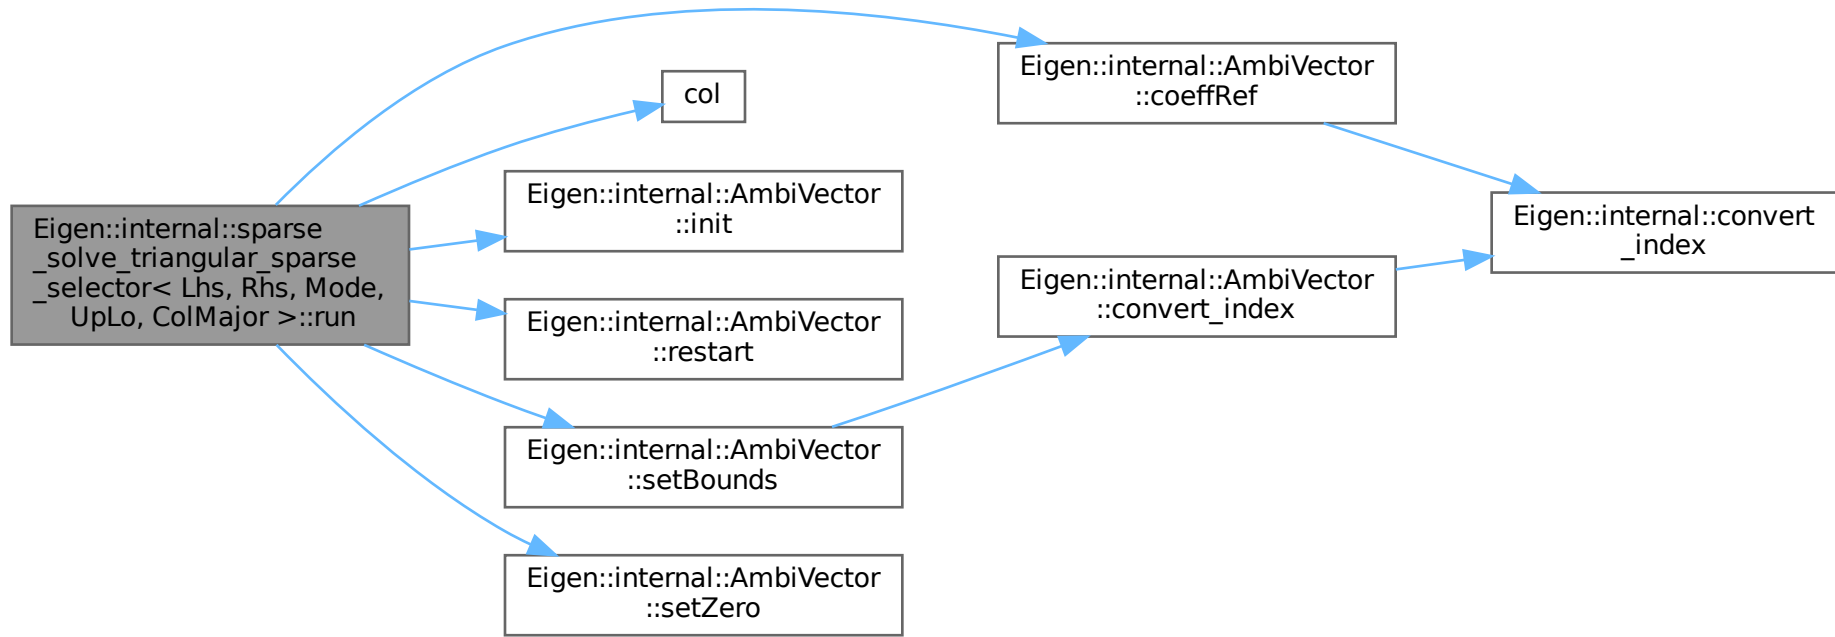 Eigen::internal::sparse
_solve_triangular_sparse
_selector< Lhs, Rhs, Mode,
UpLo, ColMajor >::run
col
Eigen::internal::AmbiVector
::init
Eigen::internal::AmbiVector
::restart
Eigen::internal::AmbiVector
::setBounds
Eigen::internal::AmbiVector
::setZero
Eigen::internal::AmbiVector
::coeffRef
Eigen::internal::AmbiVector
::convert_index
Eigen::internal::convert
_index